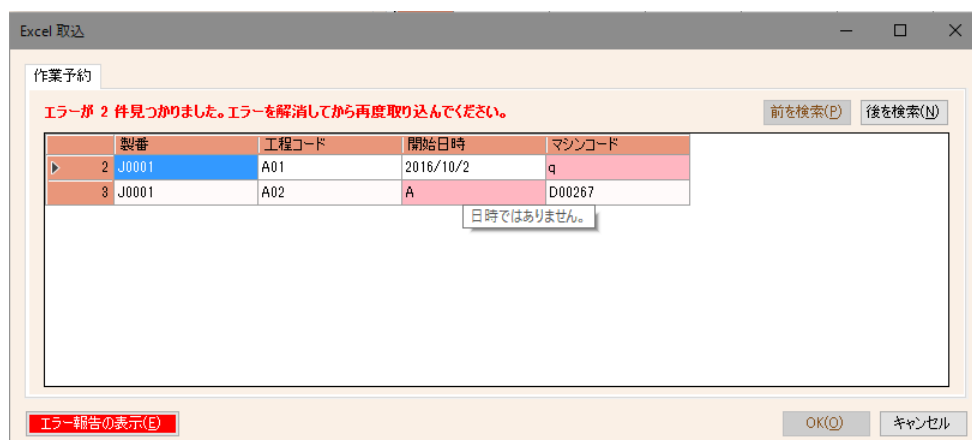 Excel 取込
作業予約
エラーが 2 件見つかりました。エラーを解消してから再度取り込んでください。 前を検索(P) 後を検索(N)
製番 工程コード 開始日時 マシンコード
2 J0001 A01 2016/10/2 q
3 J0001 A02 A D00267
日時ではありません。
エラー報告の表示(E) OK(O) キャンセル